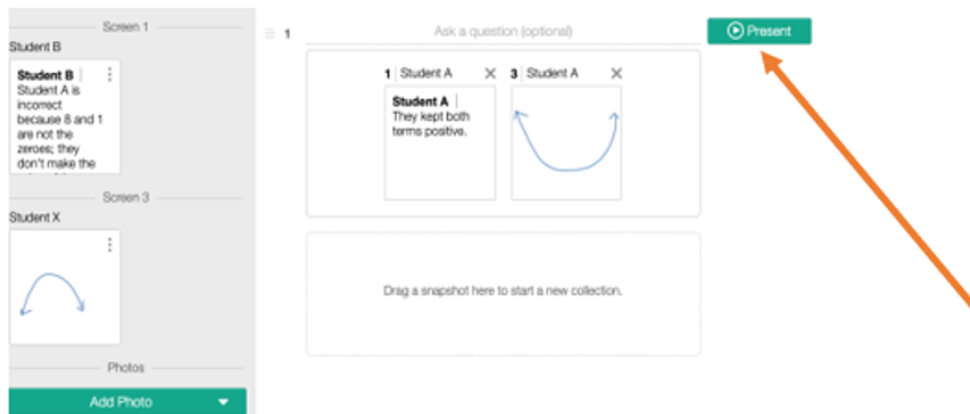 Screen 1
Student B
Student B
Student A is
incorrect
because 8 and 1
are not the
zeroes; they
don't make the
Screen 3
Student X
Photos
Add Photo
1
Ask a question (optional)
1 Student A
Student A
They kept both
terms positive.
3 Student A
Drag a snapshot here to start a new collection.
Present